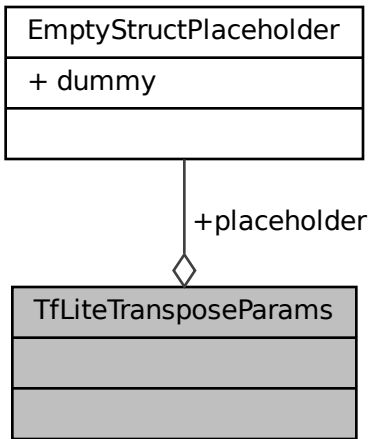 EmptyStructPlaceholder
+ dummy
+placeholder
TfLiteTransposeParams